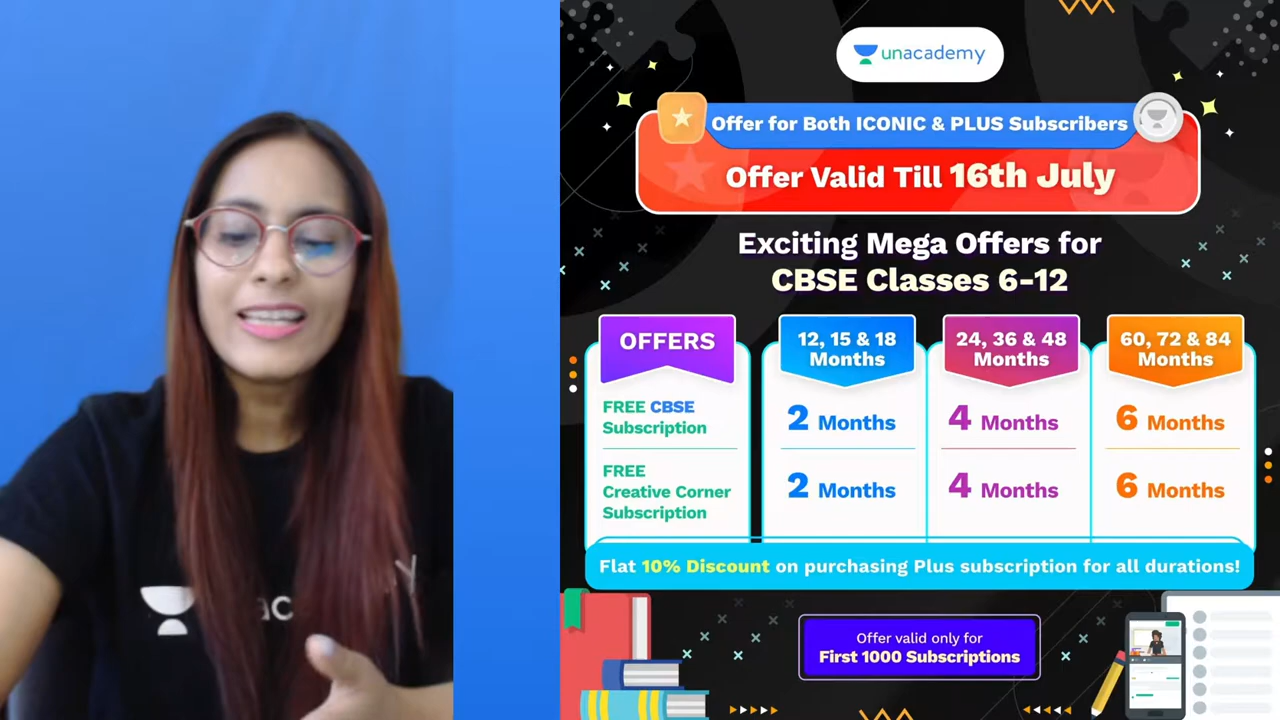 unacademy
Offer for Both ICONIC & PLUS Subscribers
Offer Valid Till 16th July
Exciting Mega Offers for
CBSE Classes 6-12
OFFERS
12, 15 & 18
Months
24, 36 & 48
Months
60, 72 & 84
Months
FREE CBSE
Subscription
2 Months
4 Months
6 Months
FREE
Creative Corner
Subscription
2 Months
4 Months
6 Months
Flat 10% Discount on purchasing Plus subscription for all durations!
Offer valid only for
First 1000 Subscriptions